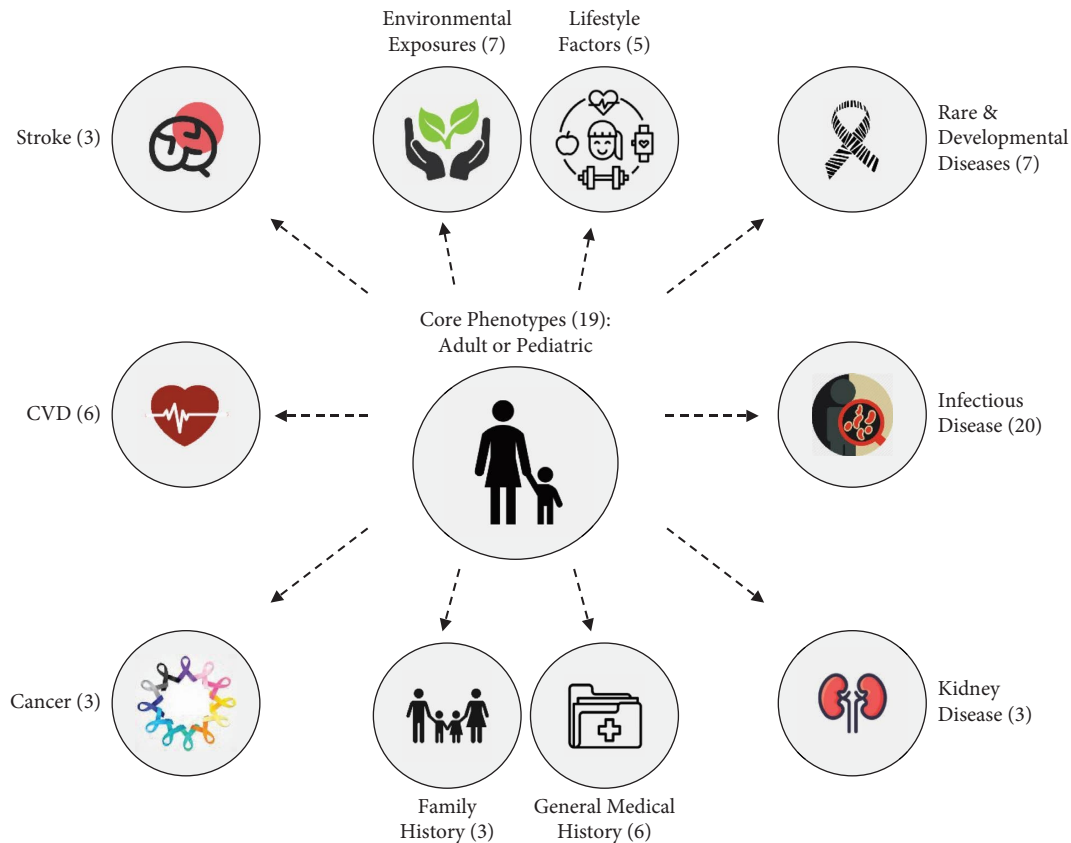 Environmental
Exposures (7)
Lifestyle
Factors (5)
Stroke (3)
Rare &
Developmental
Diseases (7)
Core Phenotypes (19):
Adult or Pediatric
CVD (6)
Infectious
Disease (20)
Cancer (3)
Kidney
Disease (3)
Family
History (3)
General Medical
History (6)